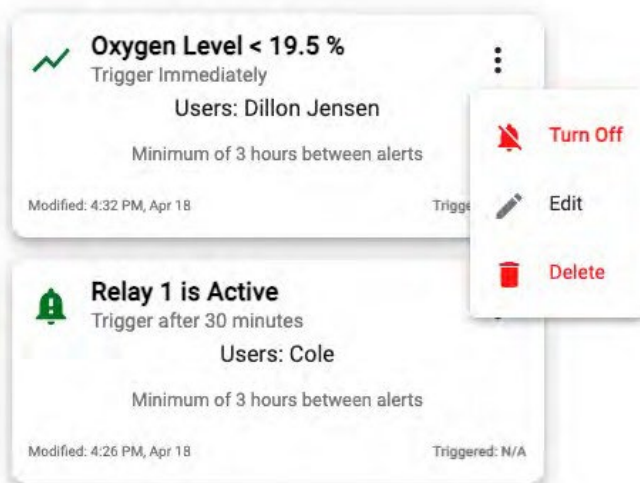 Oxygen Level < 19.5 %
Trigger Immediately
Users: Dillon Jensen
Minimum of 3 hours between alerts
Modified: 4:32 PM, Apr 18
Turn Off
Edit
Delete
Relay 1 is Active
Trigger after 30 minutes
Users: Cole
Minimum of 3 hours between alerts
Modified: 4:26 PM, Apr 18 Triggered: N/A